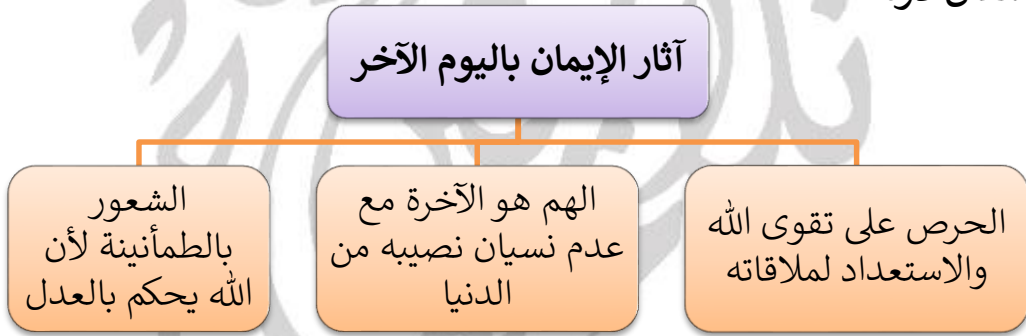 آثار الإيمان باليوم الآخر
الحرص على تقوى الله
والاستعداد لملاقاته
الهم هو الآخرة مع
عدم نسيان نصيبه من
الدنيا
الشعور
بالطمأنينة لأن
الله يحكم بالعدل